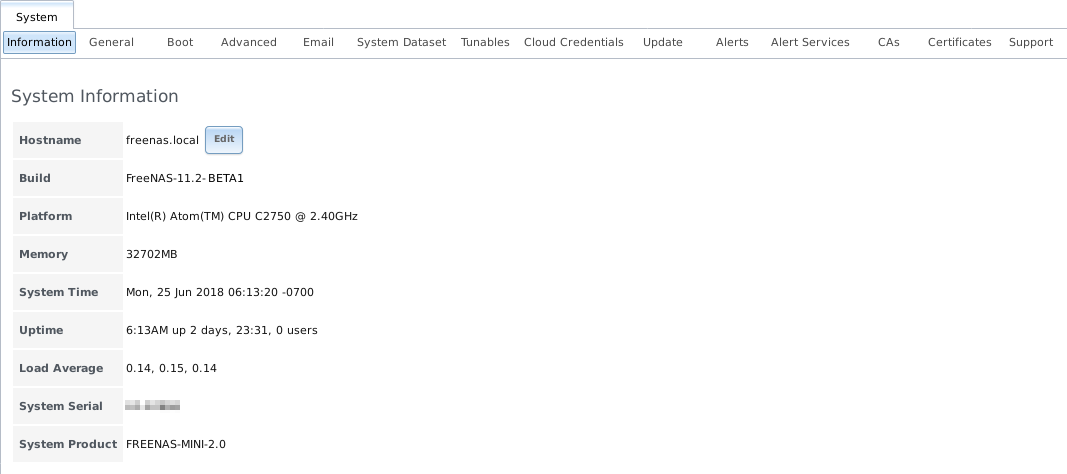 System
Information General Boot Advanced Email System Dataset Tunables Cloud Credentials Update Alerts Alert Services CAs Certificates Support
System Information
Hostname freenas.local Edit
Build FreeNAS-11.2-BETA1
Platform Intel(R) Atom(TM) CPU C2750 @ 2.40GHz
Memory 32702MB
System Time Mon, 25 Jun 2018 06:13:20 -0700
Uptime 6:13AM up 2 days, 23:31, 0 users
Load Average 0.14, 0.15, 0.14
System Serial
System Product FREENAS-MINI-2.0